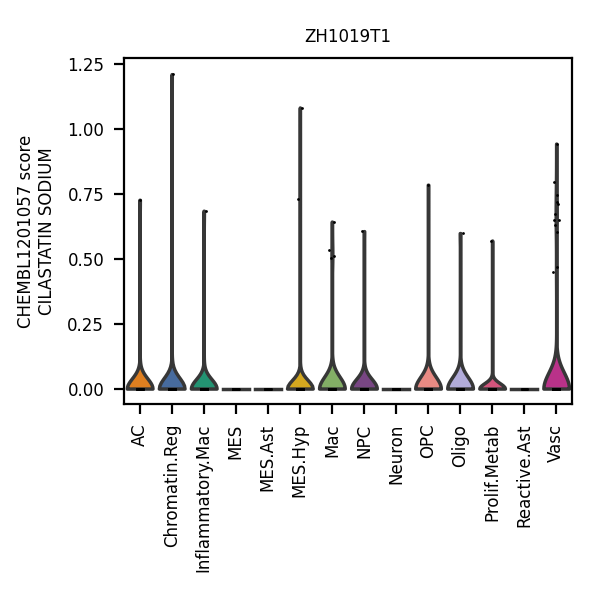 ZH1019T1
CHEMBL1201057 score
CILASTATIN SODIUM
1.25
1.00
0.75
0.50
0.25
0.00
AC
Chromatin.Reg
Inflammatory.Mac
MES
MES.Ast
MES.Hyp
Mac
NPC
Neuron
OPC
Oligo
Prolif.Metab
Reactive.Ast
Vasc